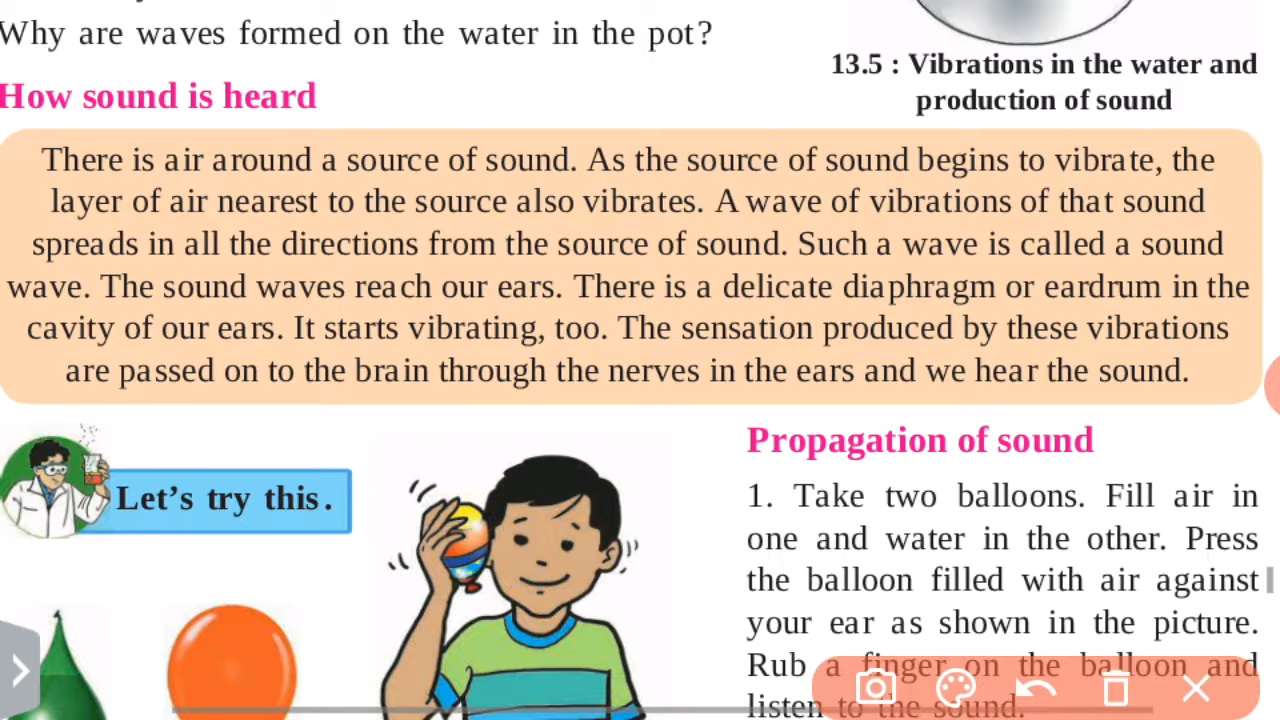 Why are waves formed on the water in the pot?
13.5 : Vibrations in the water and
production of sound
How sound is heard
There is air around a source of sound. As the source of sound begins to vibrate, the
layer of air nearest to the source also vibrates. A wave of vibrations of that sound
spreads in all the directions from the source of sound. Such a wave is called a sound
wave. The sound waves reach our ears. There is a delicate diaphragm or eardrum in the
cavity of our ears. It starts vibrating, too. The sensation produced by these vibrations
are passed on to the brain through the nerves in the ears and we hear the sound.
Let's try this.
Propagation of sound
1. Take two balloons. Fill air in
one and water in the other. Press
the balloon filled with air against
your ear as shown in the picture.
Rub a finger on the balloon and
listen to the sound.